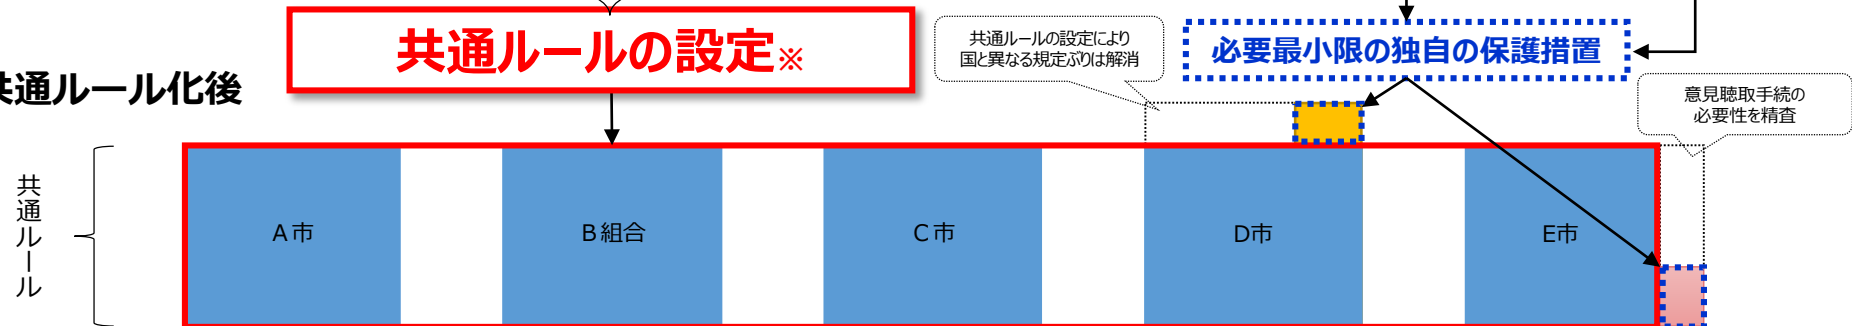 共通ルールの設定※
共通ルールの設定により
国と異なる規定ぶりは解消
必要最小限の独自の保護措置
共通ルール化後
意見聴取手続の
必要性を精査
共通ルール
A市
B組合
C市
D市
E市